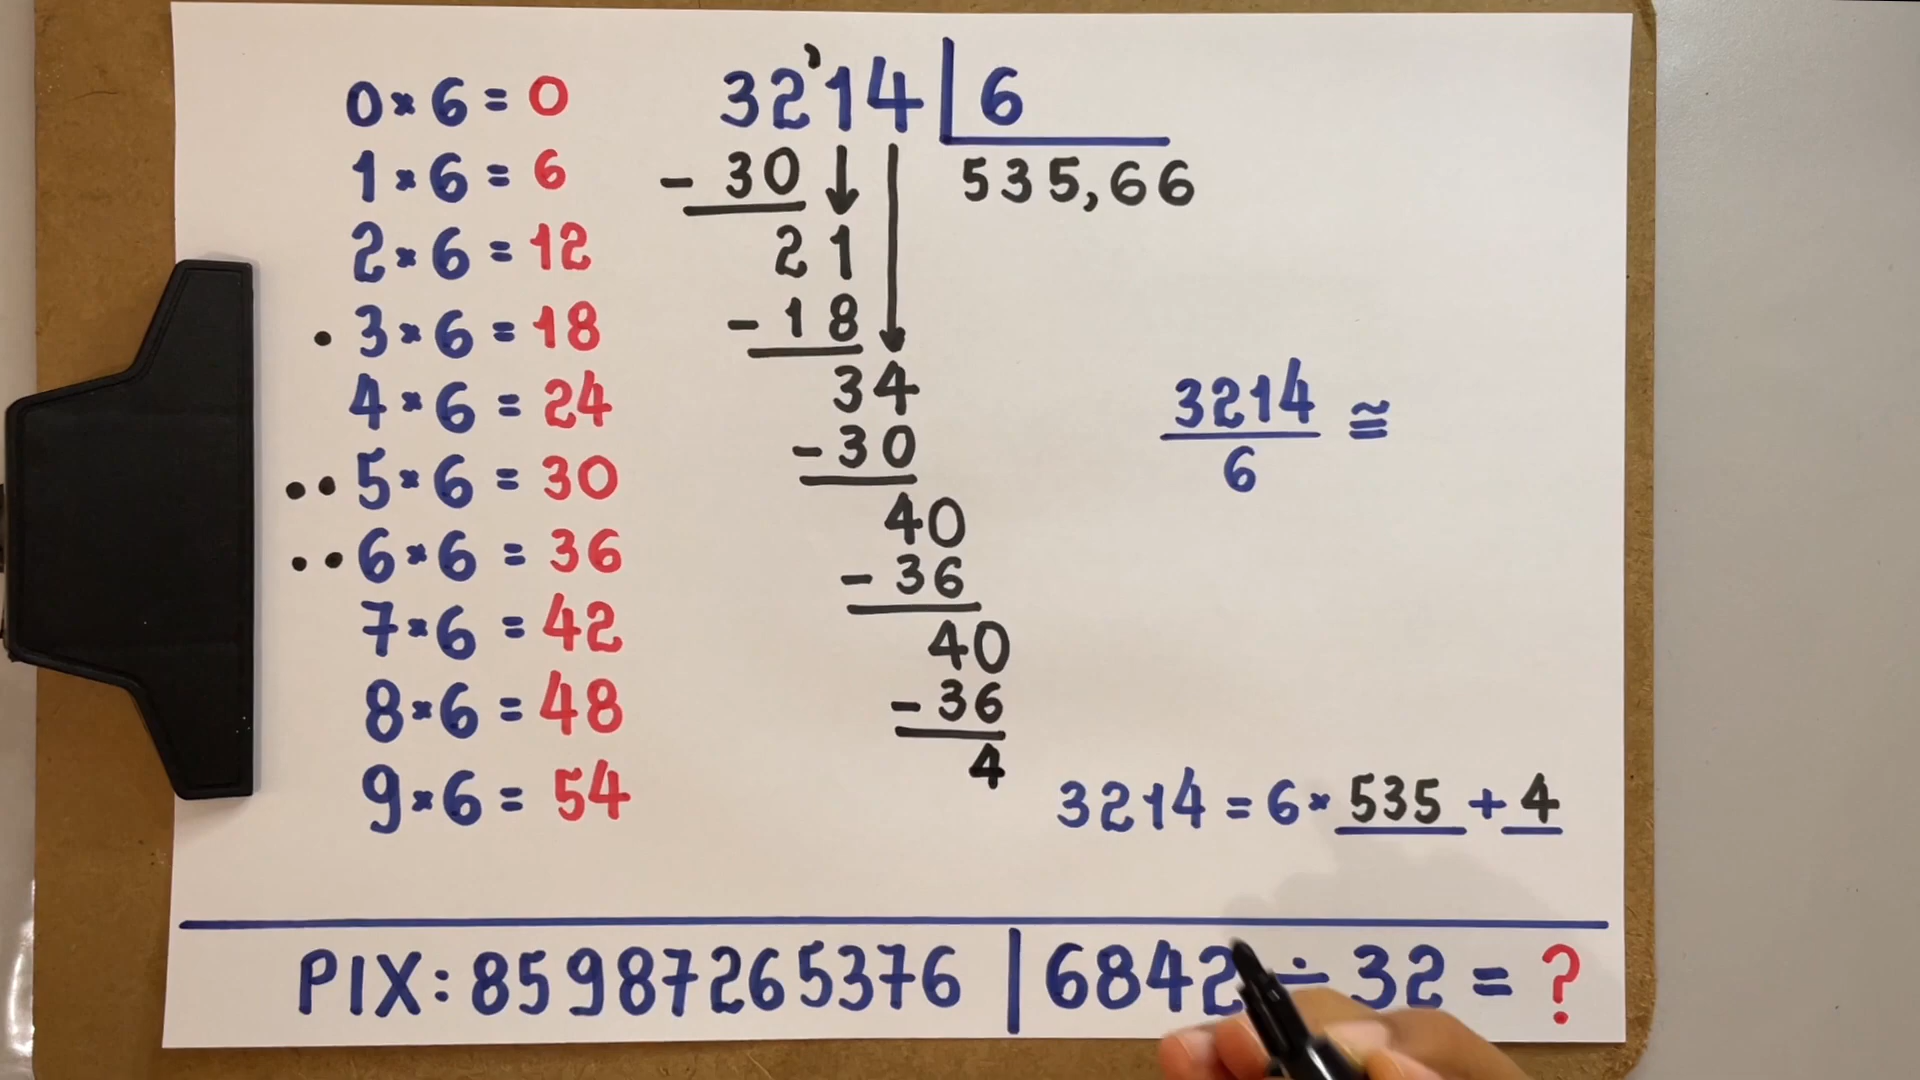 0 × 6 = 0
1 × 6 = 6
2 × 6 = 12
• 3 × 6 = 18
4 × 6 = 24
•• 5 × 6 = 30
•• 6 × 6 = 36
7 × 6 = 42
8 × 6 = 48
9 × 6 = 54
32'14 | 6
- 30 535,66
21
- 18
34
- 30
40
- 36
40
- 36
4
3214
6
≅
3214 = 6 × 535 + 4
PIX: 85987265376 | 6842 ÷ 32 = ?